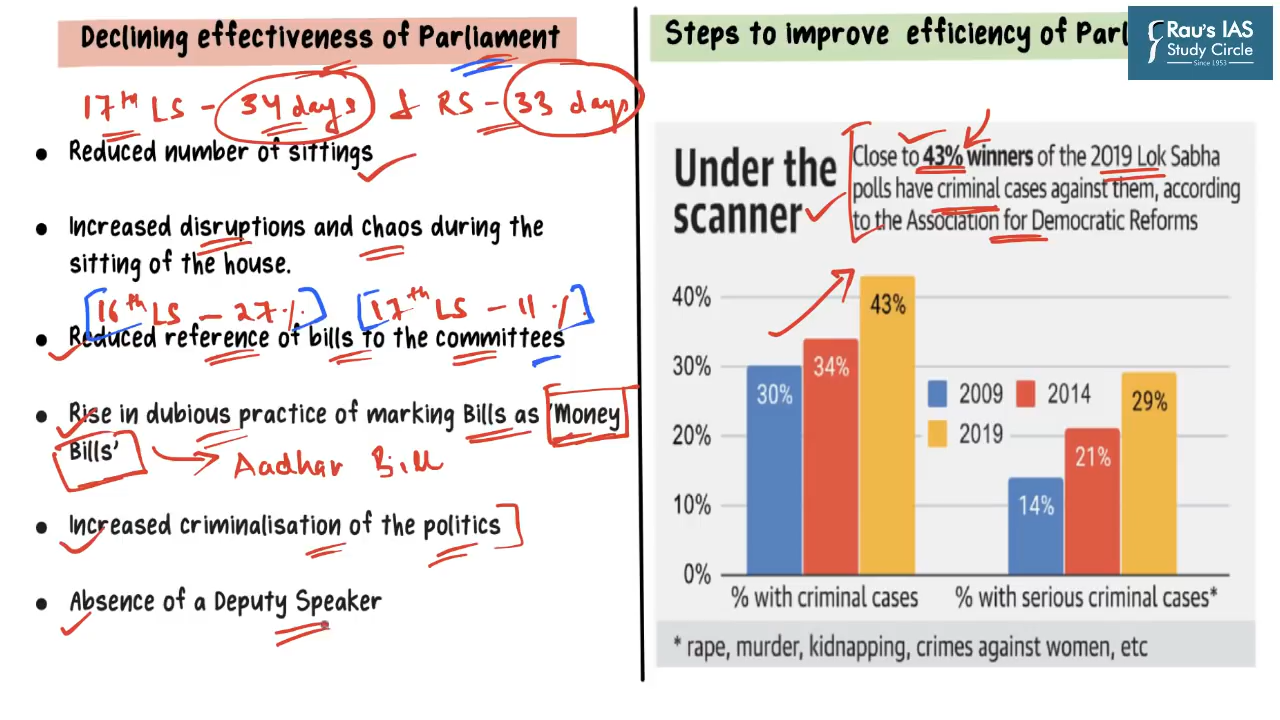 Declining effectiveness of Parliament
17th LS - 34 days & RS - 33 days
• Reduced number of sittings
• Increased disruptions and chaos during the
sitting of the house.
16th LS - 27% 17th LS - 11%
• Reduced reference of bills to the committees
• Rise in dubious practice of marking Bills as 'Money
Bills' → Aadhar Bill
• Increased criminalisation of the politics
• Absence of a Deputy Speaker
Steps to improve efficiency of Parl
Rau's IAS
Study Circle
Since 1953
Under the
scanner
Close to 43% winners of the 2019 Lok Sabha
polls have criminal cases against them, according
to the Association for Democratic Reforms
40%
30%
20%
10%
0%
30% 34% 43%
14% 21% 29%
2009 2014
2019
% with criminal cases % with serious criminal cases*
* rape, murder, kidnapping, crimes against women, etc